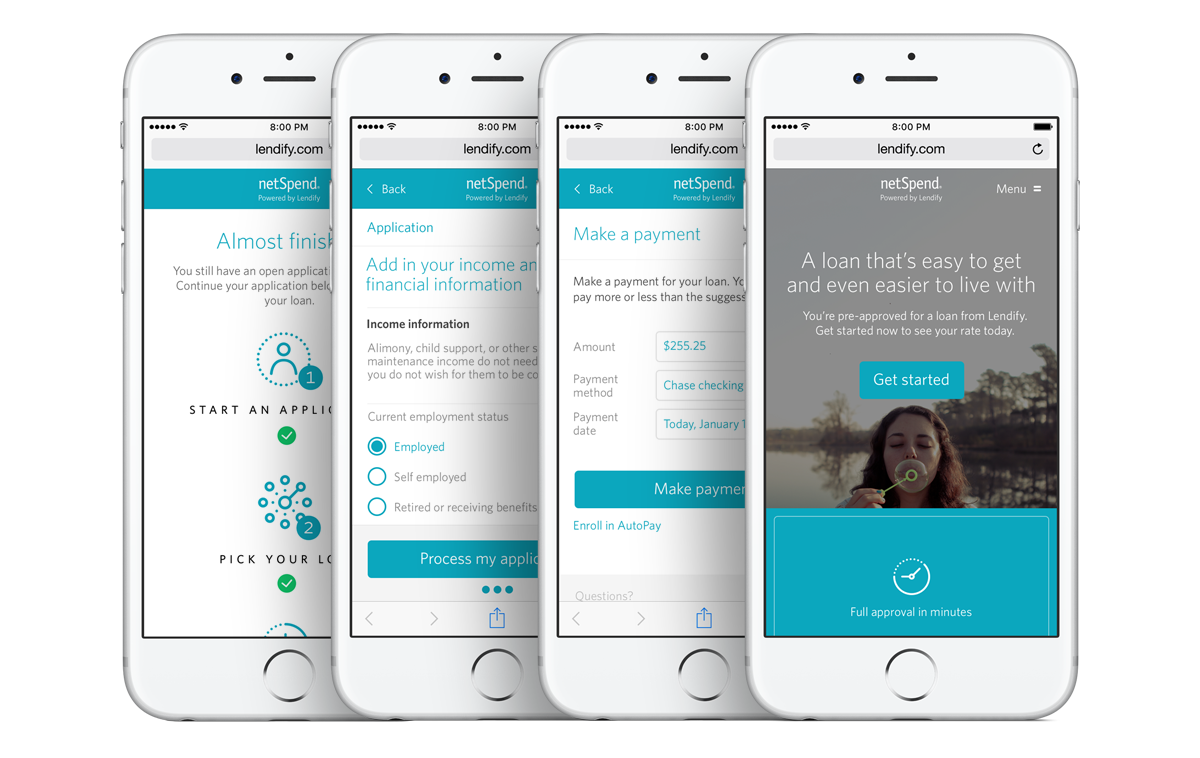 8:00 PM
lendify.com
netSpend
Powered by Lendify
Almost finis
You still have an open applicat
Continue your application belo
your loan.
1
START AN APPLIC
2
PICK YOUR LO
8:00 PM
lendify.com
Back
netSpend
Powered by Lendify
Application
Add in your income an
financial information
Income information
Alimony, child support, or other s
maintenance income do not need
you do not wish for them to be co
Current employment status
Employed
Self employed
Retired or receiving benefits
Process my applic
8:00 PM
lendify.com
Back
netSpend
Powered by Lendify
Make a payment
Make a payment for your loan. Yo
pay more or less than the sugges
Amount
$255.25
Payment
method
Chase checking
Payment
date
Today, January 1
Make paymen
Enroll in AutoPay
Questions?
8:00 PM
lendify.com
netSpend
Powered by Lendify
Menu
A loan that's easy to get
and even easier to live with
You're pre-approved for a loan from Lendify.
Get started now to see your rate today.
Get started
Full approval in minutes